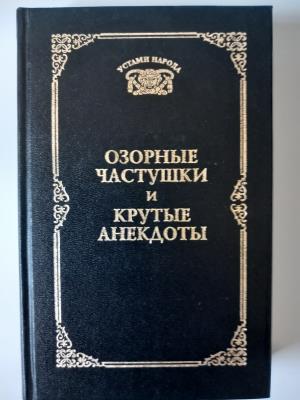 УСТАМИ НАРОДА
ОЗОРНЫЕ
ЧАСТУШКИ
И
КРУТЫЕ
АНЕКДОТЫ